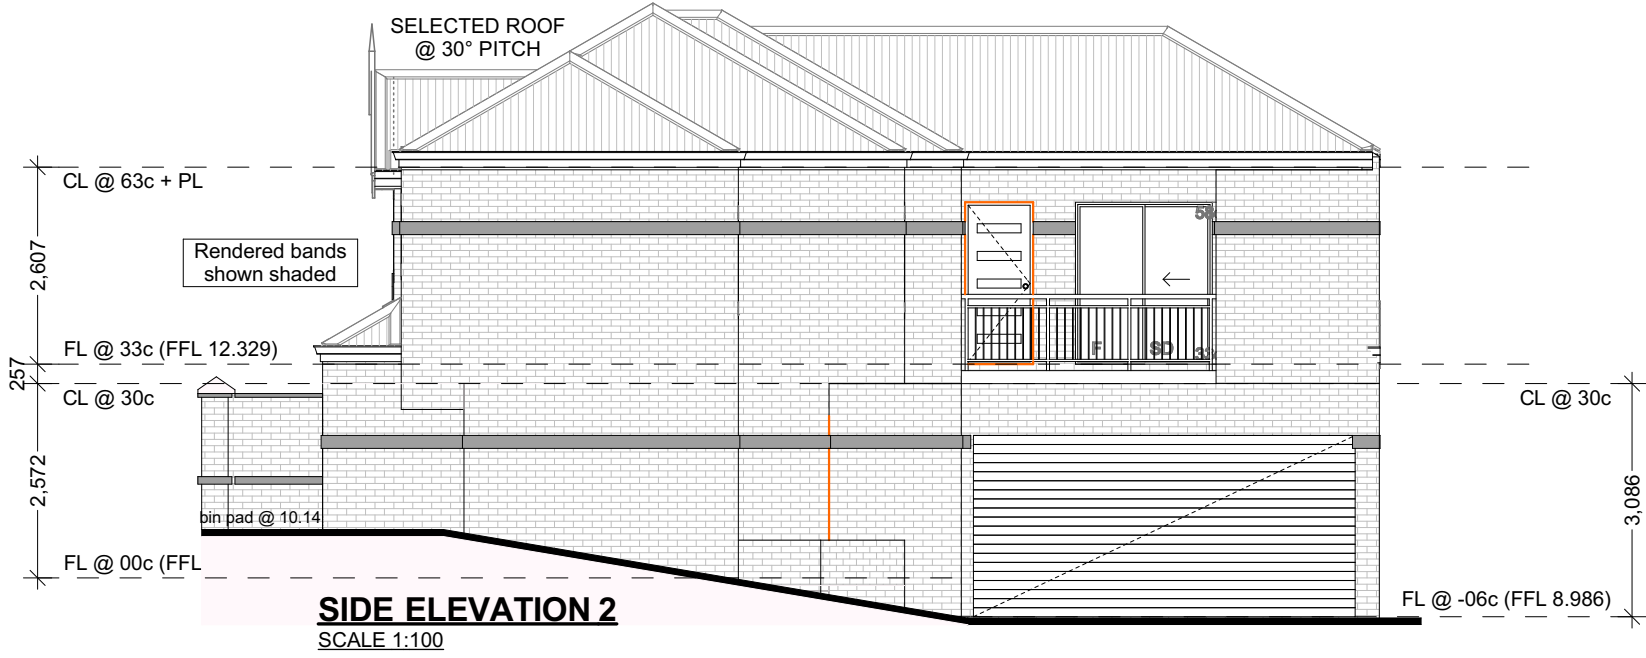 SELECTED ROOF
@ 30° PITCH
CL @ 63c + PL
2,607
Rendered bands
shown shaded
FL @ 33c (FFL 12.329)
257
CL @ 30c
CL @ 30c
F
SD
2,572
3,086
bin pad @ 10.14
FL @ 00c (FFL
FL @ -06c (FFL 8.986)
SIDE ELEVATION 2
SCALE 1:100